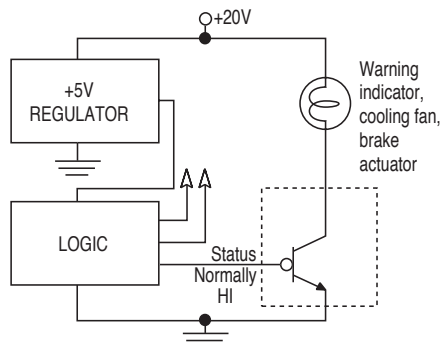 +20V
+5V
REGULATOR
Warning
indicator,
cooling fan,
brake
actuator
LOGIC
Status
Normally
HI